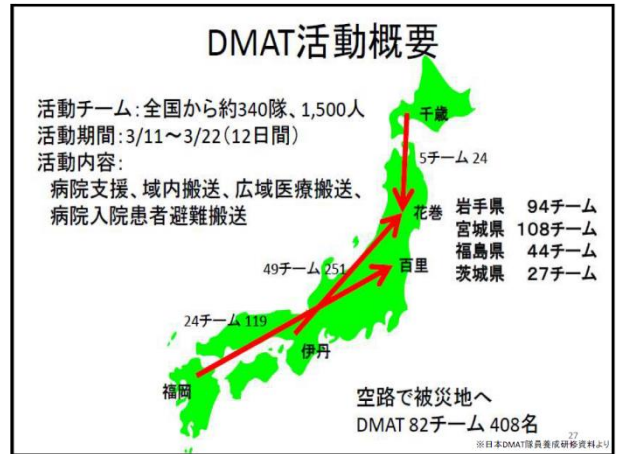 DMAT活動概要
活動チーム:全国から約340隊、1,500人
活動期間:3/11~3/22(12日間)
活動内容:
病院支援、域内搬送、広域医療搬送、
病院入院患者避難搬送
千歳
5チーム 24
花巻
岩手県 94チーム
宮城県 108チーム
福島県 44チーム
茨城県 27チーム
49チーム 251
百里
24チーム 119
伊丹
福岡
空路で被災地へ
DMAT 82チーム 408名
27
※日本DMAT隊員養成研修資料より